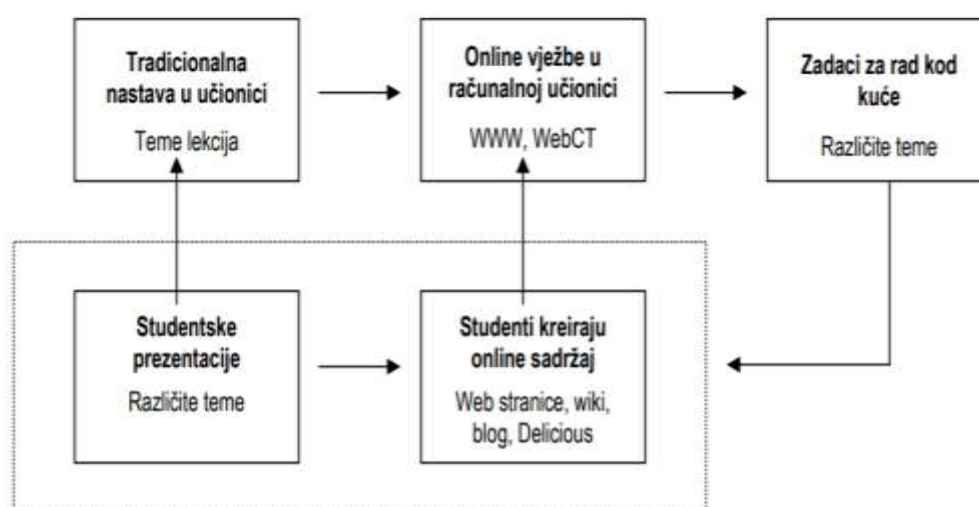 Tradicionalna
nastava u učionici
Teme lekcija
Online vježbe u
računalnoj učionici
WWW, WebCT
Zadaci za rad kod
kuće
Različite teme
Studentske
prezentacije
Različite teme
Studenti kreiraju
online sadržaj
Web stranice, wiki,
blog, Delicious